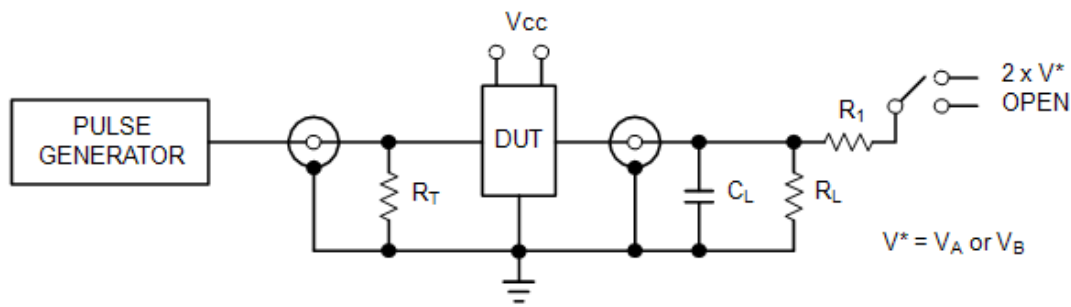 Vcc
2 x V*
OPEN
R1
PULSE
GENERATOR
DUT
RT
CL
RL
V* = VA or VB